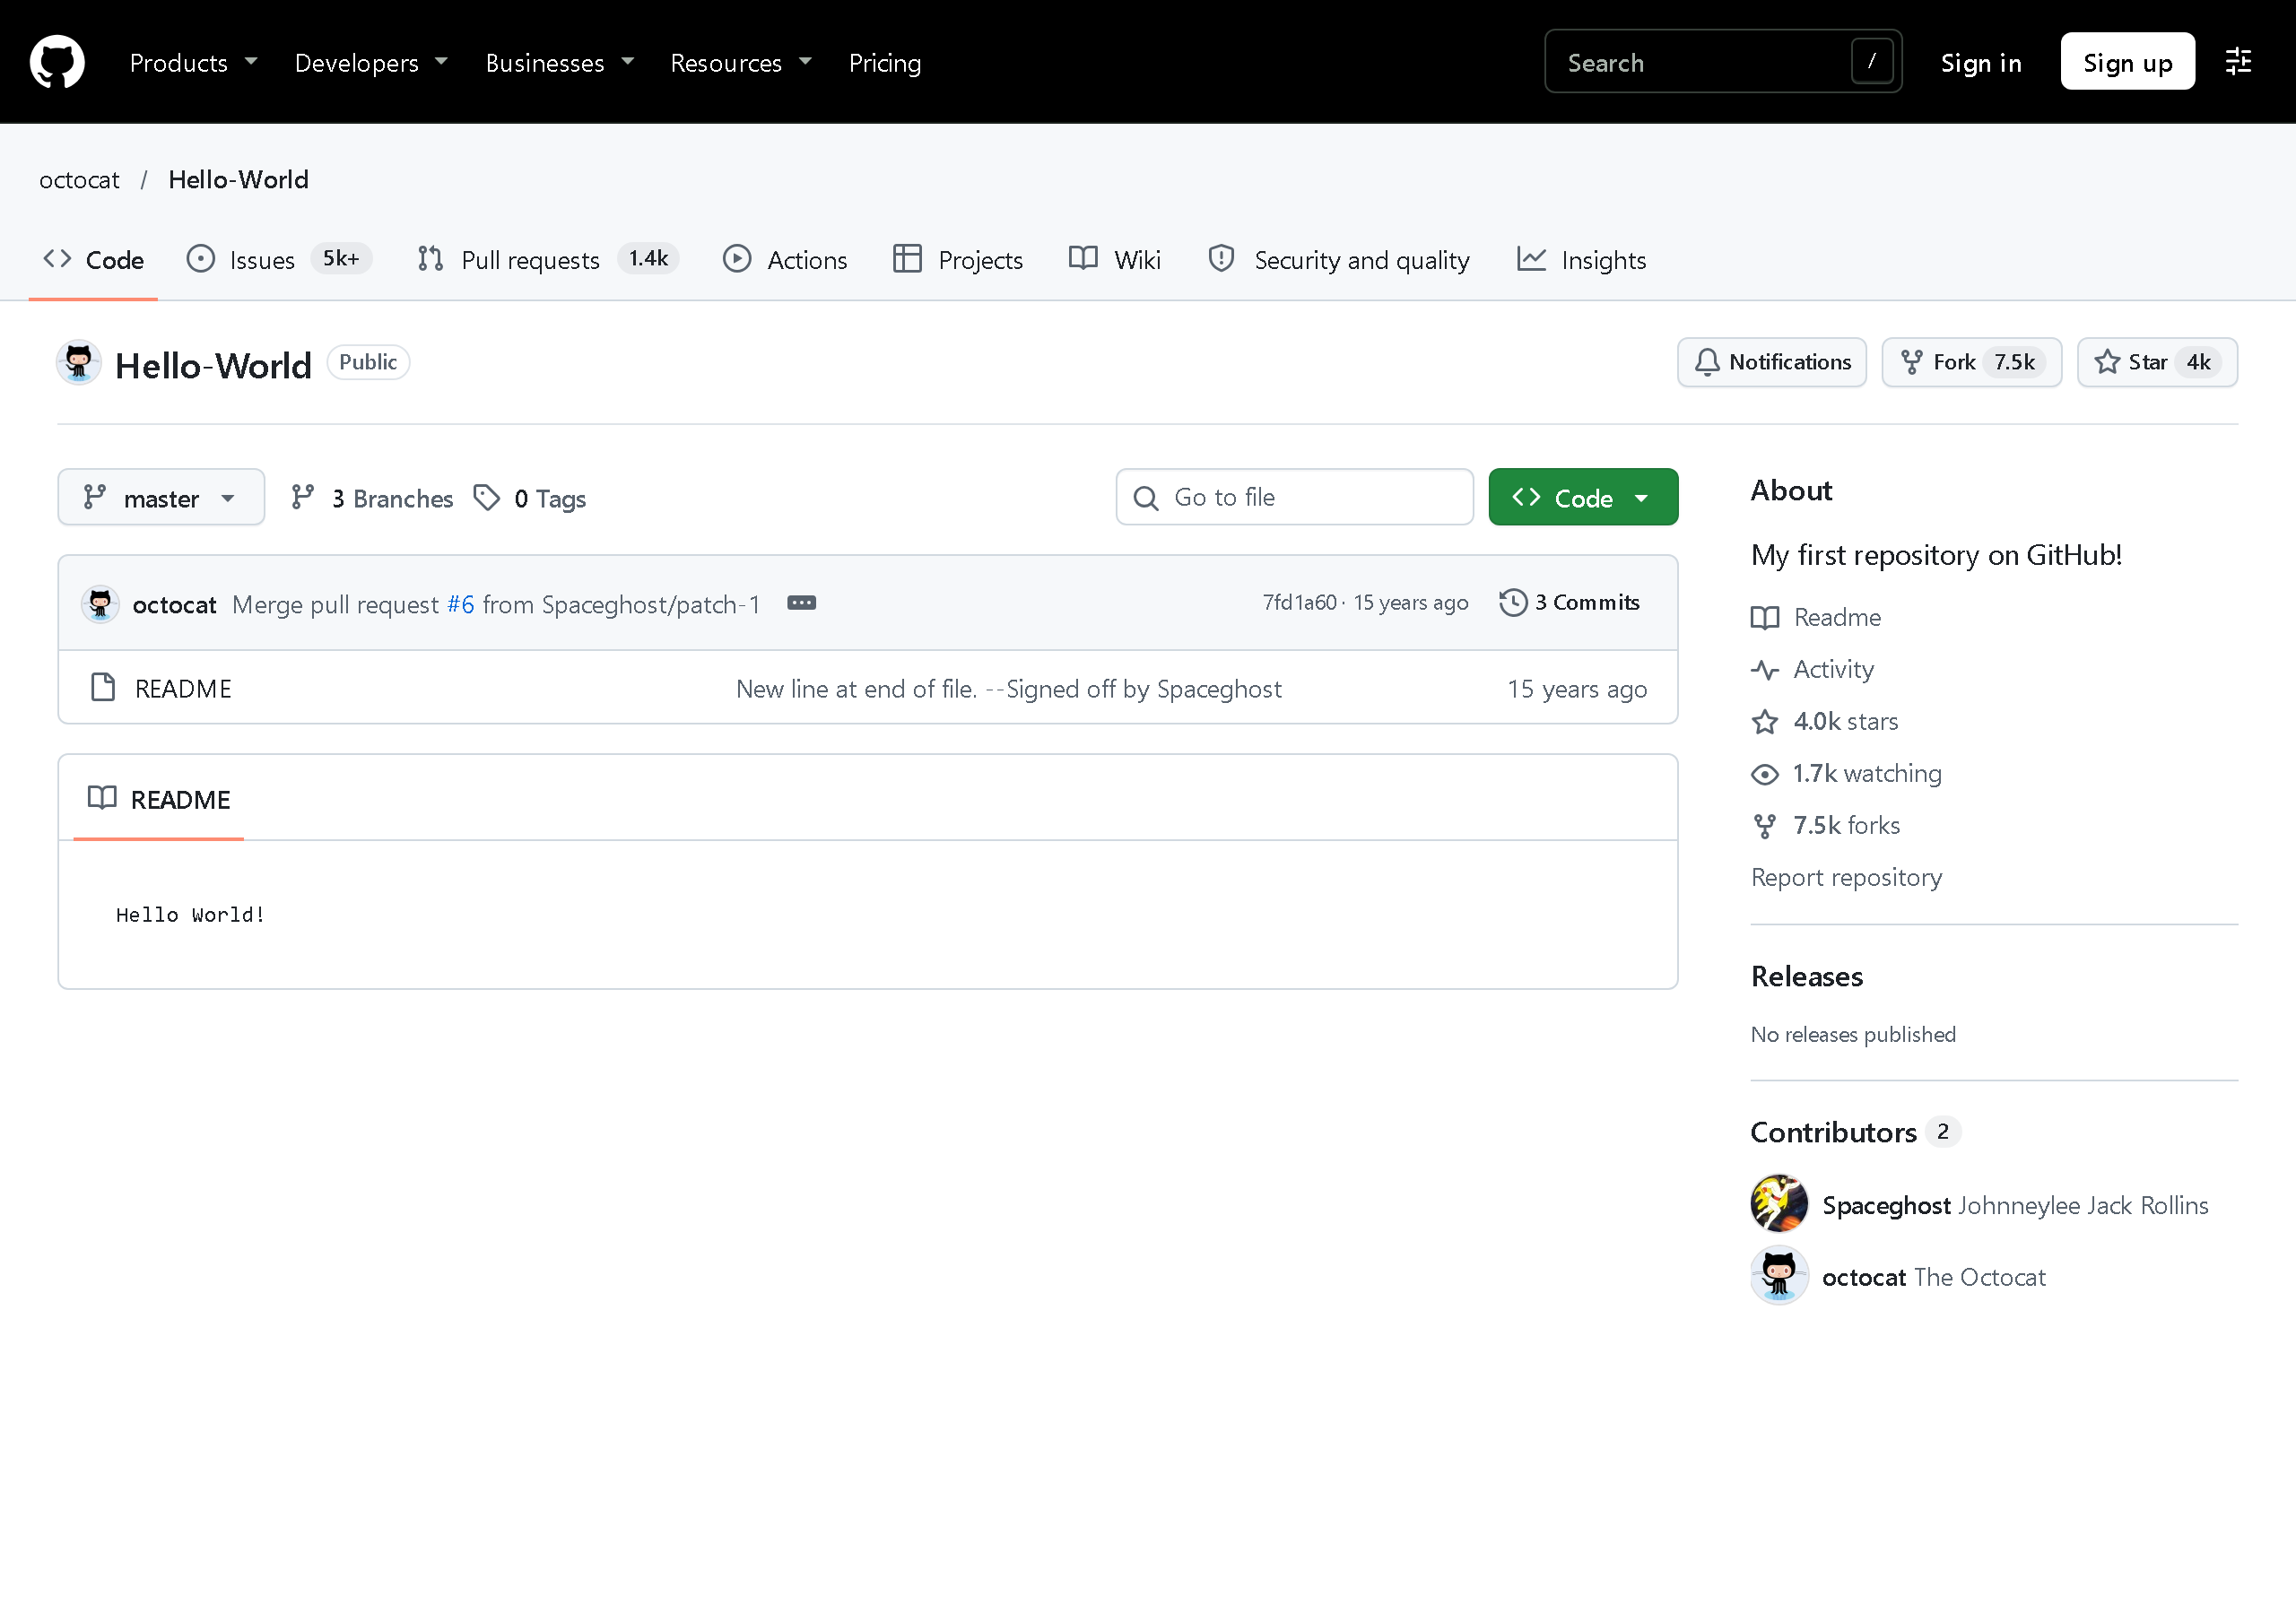 Products Developers Businesses Resources Pricing Search / Sign in Sign up
octocat / Hello-World
Code Issues 5k+ Pull requests 1.4k Actions Projects Wiki Security and quality Insights
Hello-World Public Notifications Fork 7.5k Star 4k
master 3 Branches 0 Tags Go to file Code
octocat Merge pull request #6 from Spaceghost/patch-1 7fd1a60 · 15 years ago 3 Commits
README New line at end of file. --Signed off by Spaceghost 15 years ago
README
Hello World!
About
My first repository on GitHub!
Readme
Activity
4.0k stars
1.7k watching
7.5k forks
Report repository
Releases
No releases published
Contributors 2
Spaceghost Johnneylee Jack Rollins
octocat The Octocat